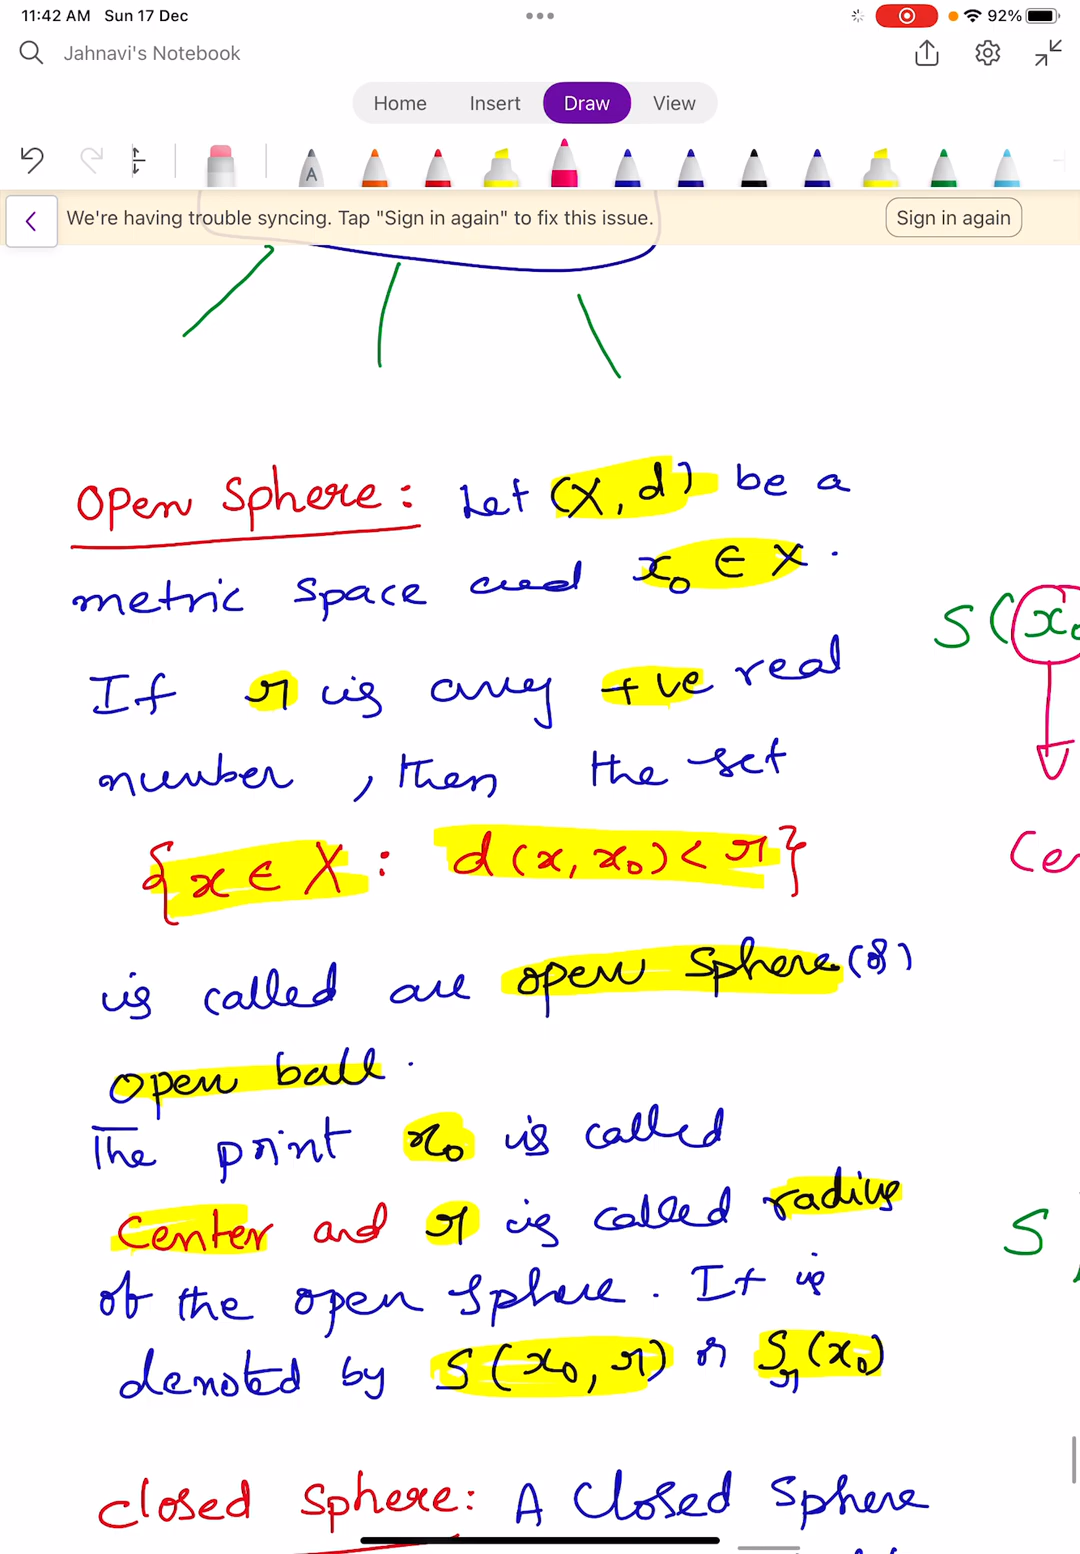 11:42 AM Sun 17 Dec
92%
Jahnavi's Notebook
Home Insert Draw View
A
We're having trouble syncing. Tap "Sign in again" to fix this issue.
Sign in again
Open Sphere: Let (X, d) be a
metric space and x₀ ∈ X.
If r is any +ve real
number, then the set
{x ∈ X : d(x, x₀) < r}
is called an open sphere (or)
open ball.
The point x₀ is called
Center and r is called radius
of the open sphere. It is
denoted by S(x₀, r) or Sᵣ(x₀)
S(x₀
Ce
S
Closed Sphere: A Closed Sphere